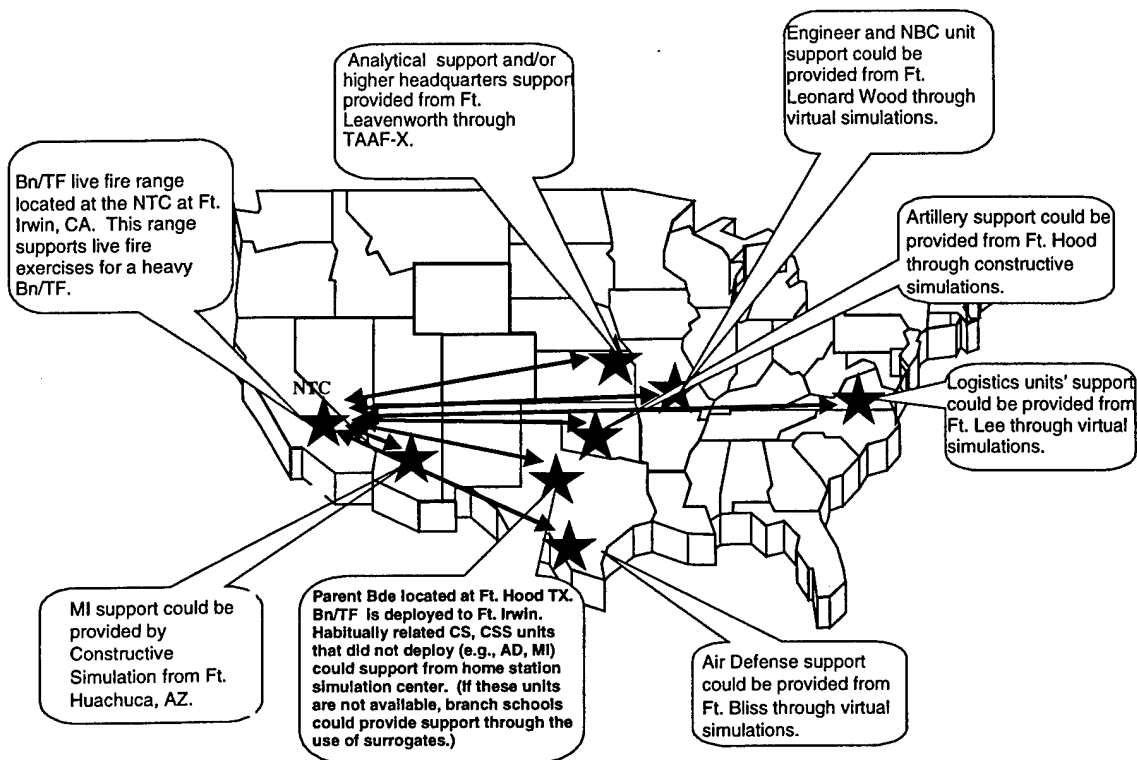 Engineer and NBC unit
support could be
provided from Ft.
Leonard Wood through
virtual simulations.
Analytical support and/or
higher headquarters support
provided from Ft.
Leavenworth through
TAAF-X.
Bn/TF live fire range
located at the NTC at Ft.
Irwin, CA. This range
supports live fire
exercises for a heavy
Bn/TF.
Artillery support could be
provided from Ft. Hood
through constructive
simulations.
NTC
Logistics units' support
could be provided from
Ft. Lee through virtual
simulations.
MI support could be
provided by
Constructive
Simulation from Ft.
Huachuca, AZ.
Parent Bde located at Ft. Hood TX.
Bn/TF is deployed to Ft. Irwin.
Habitually related CS, CSS units
that did not deploy (e.g., AD, MI)
could support from home station
simulation center. (If these units
are not available, branch schools
could provide support through the
use of surrogates.)
Air Defense support
could be provided from
Ft. Bliss through virtual
simulations.